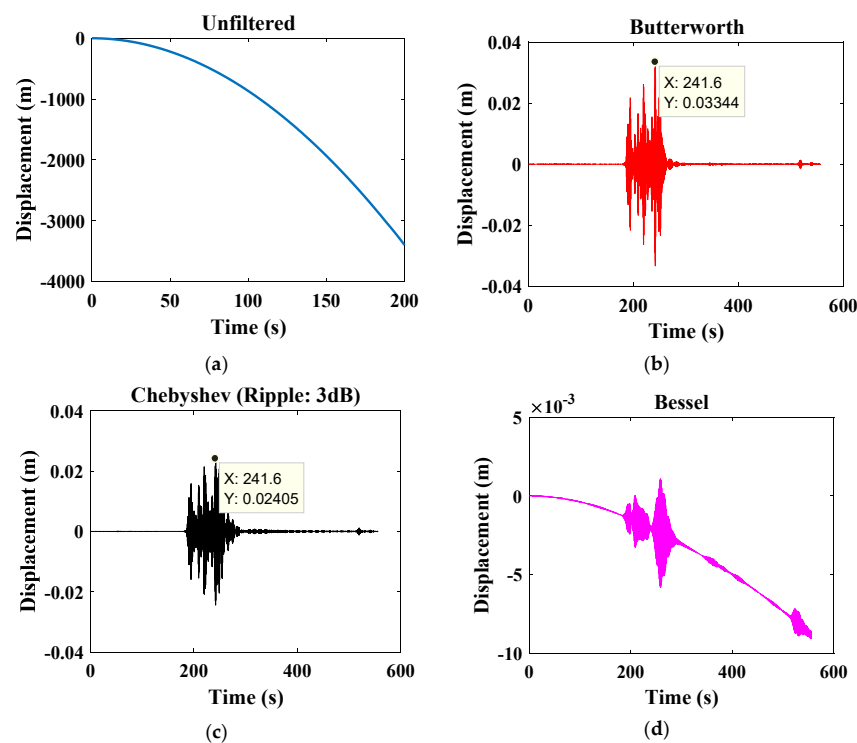 Unfiltered
Displacement (m)
0
-1000
-2000
-3000
-4000
0 50 100 150 200
Time (s)
(a)
Butterworth
Displacement (m)
0.04
0.02
0
-0.02
-0.04
X: 241.6
Y: 0.03344
0 200 400 600
Time (s)
(b)
Chebyshev (Ripple: 3dB)
Displacement (m)
0.04
0.02
0
-0.02
-0.04
X: 241.6
Y: 0.02405
0 200 400 600
Time (s)
(c)
Bessel
×10⁻³
Displacement (m)
5
0
-5
-10
0 200 400 600
Time (s)
(d)